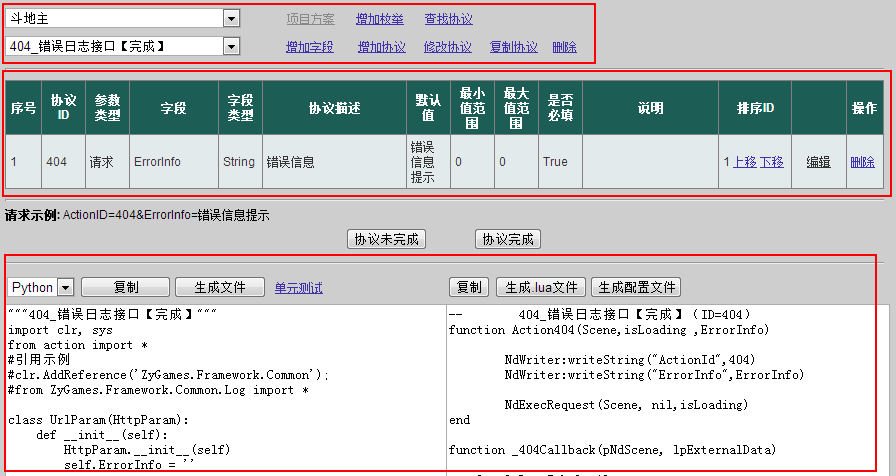 斗地主 项目方案 增加枚举 查找协议
404_错误日志接口【完成】 增加字段 增加协议 修改协议 复制协议 删除
序号 协议ID 参数类型 字段 字段类型 协议描述 默认值 最小值范围 最大值范围 是否必填 说明 排序ID 操作
1 404 请求 ErrorInfo String 错误信息 错误信息提示 0 0 True 1 上移 下移 编辑 删除
请求示例: ActionID=404&ErrorInfo=错误信息提示
协议未完成 协议完成
Python 复制 生成文件 单元测试
"""404_错误日志接口【完成】"""
import clr, sys
from action import *
#引用示例
#clr.AddReference('ZyGames.Framework.Common');
#from ZyGames.Framework.Common.Log import *
class UrlParam(HttpParam):
def __init__(self):
HttpParam.__init__(self)
self.ErrorInfo = ''
复制 生成.lua文件 生成配置文件
-- 404_错误日志接口【完成】（ID=404）
function Action404(Scene,isLoading ,ErrorInfo)
NdWriter:writeString("ActionId",404)
NdWriter:writeString("ErrorInfo",ErrorInfo)
NdExecRequest(Scene, nil,isLoading)
end
function _404Callback(pNdScene, lpExternalData)